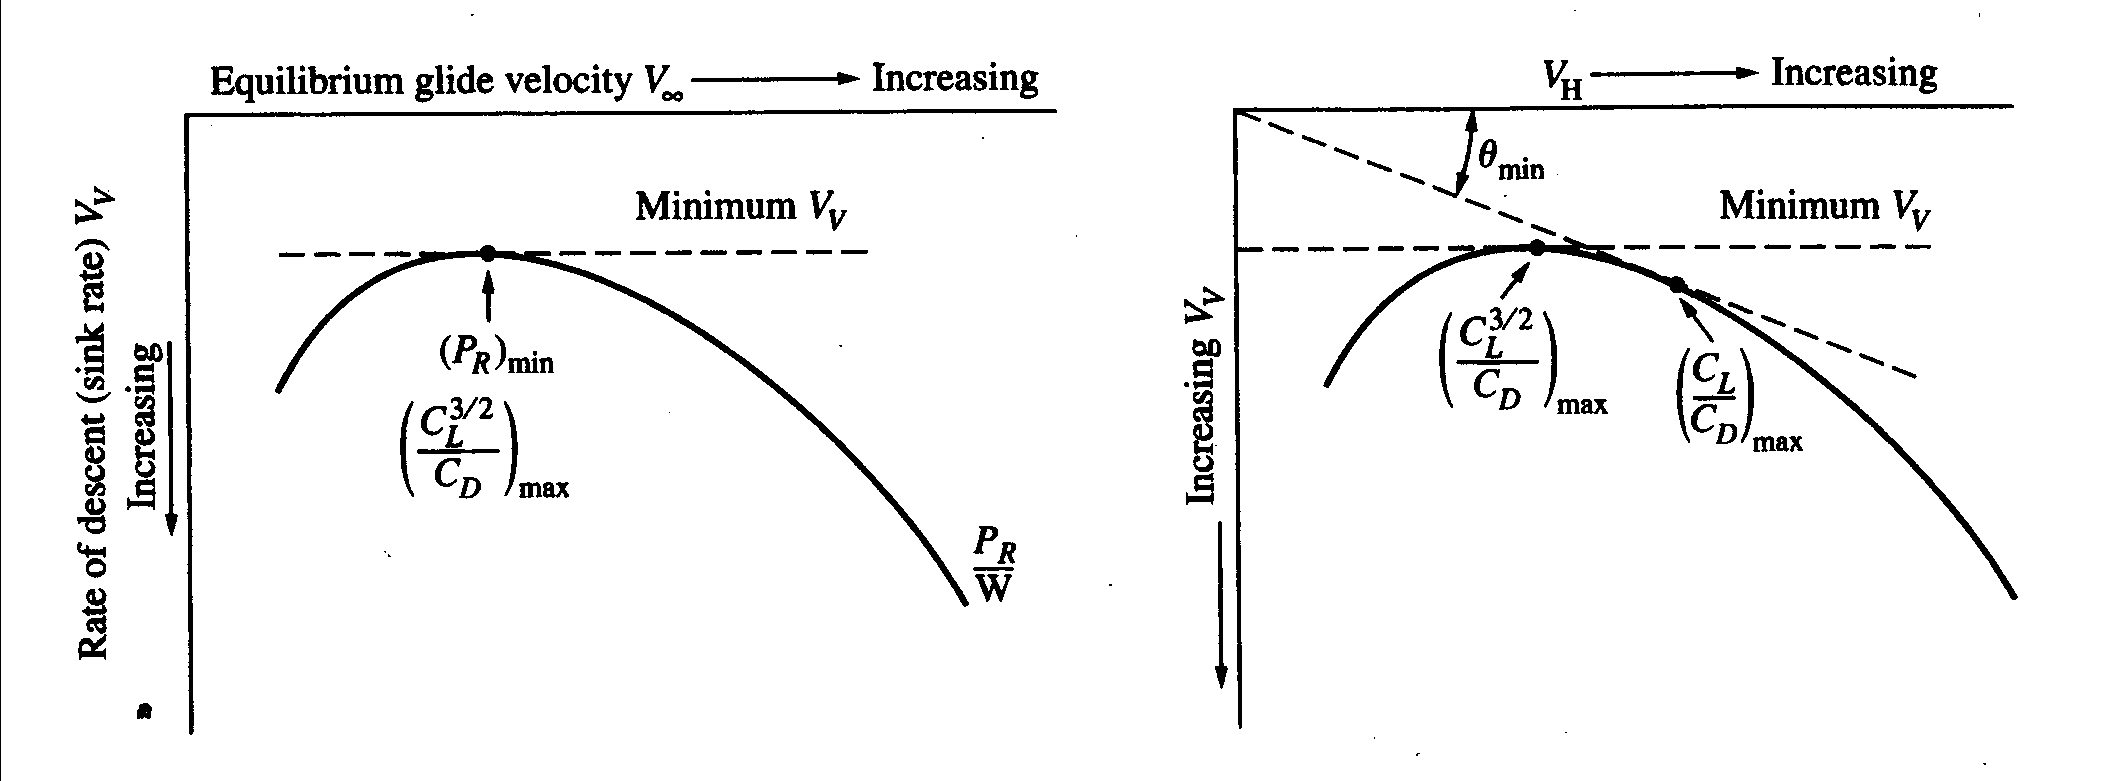 Equilibrium glide velocity V∞ → Increasing
Rate of descent (sink rate) V_V
Increasing
Minimum V_V
(P_R)min
(C_L^3/2 / C_D)max
P_R / W
V_H → Increasing
θmin
Minimum V_V
Increasing V_V
(C_L^3/2 / C_D)max
(C_L / C_D)max